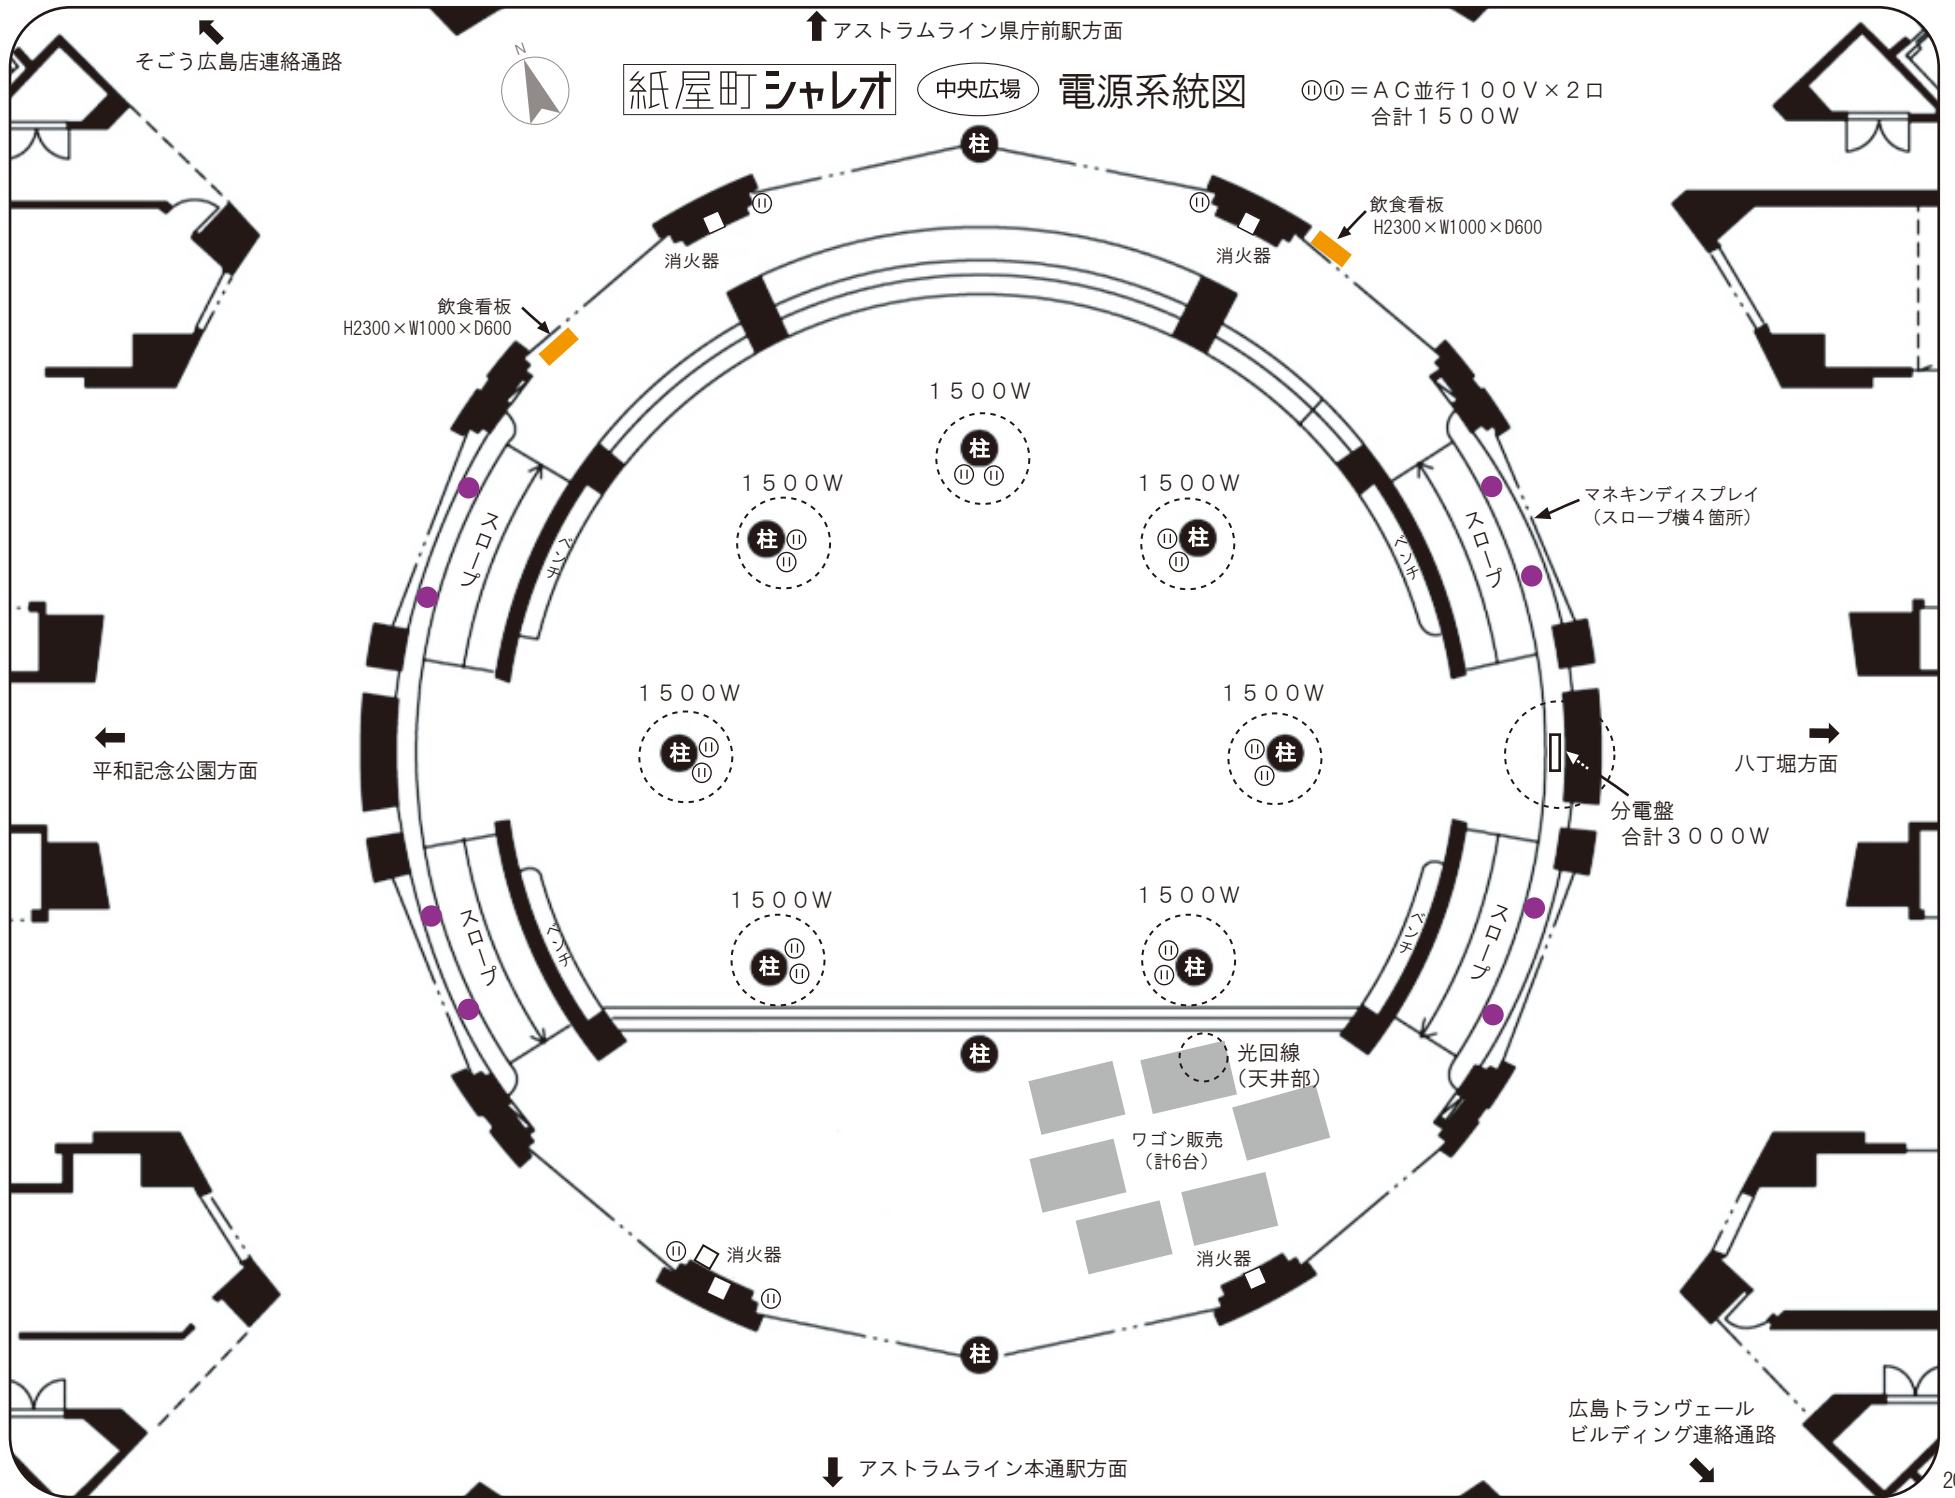 アストラムライン県庁前駅方面
そごう広島店連絡通路
N
紙屋町シャレオ 中央広場 電源系統図
=AC並行100V×2口
合計1500W
柱
飲食看板
H2300×W1000×D600
消火器
消火器
飲食看板
H2300×W1000×D600
1500W
柱
1500W
柱
1500W
柱
マネキンディスプレイ
(スロープ横4箇所)
スロープ
ベンチ
ベンチ
スロープ
1500W
柱
1500W
柱
平和記念公園方面
八丁堀方面
分電盤
合計3000W
1500W
柱
1500W
柱
スロープ
ベンチ
ベンチ
スロープ
柱
光回線
(天井部)
ワゴン販売
(計6台)
消火器
消火器
柱
広島トランヴェール
ビルディング連絡通路
アストラムライン本通駅方面